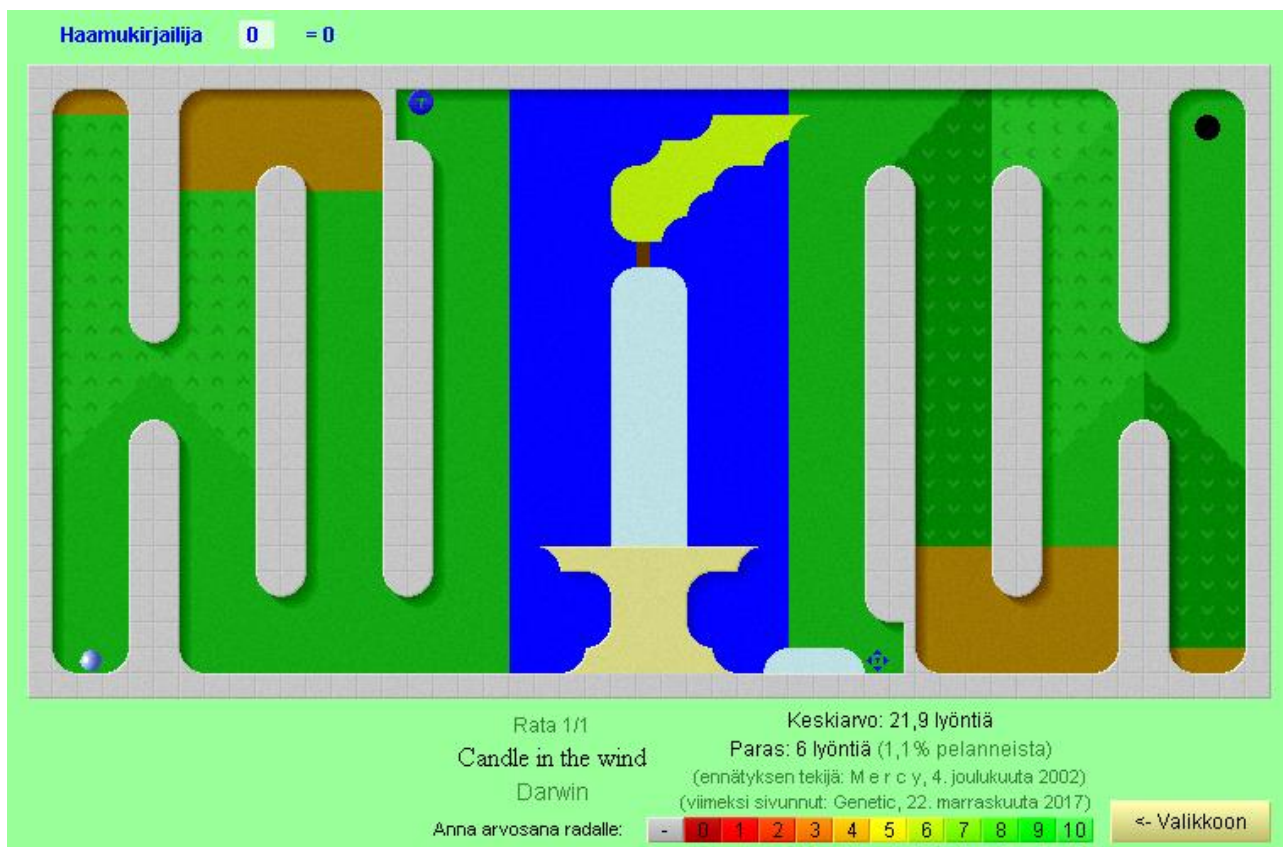 Haamukirjailija 0 = 0
Rata 1/1
Candle in the wind
Darwin
Keskiarvo: 21,9 lyöntiä
Paras: 6 lyöntiä (1,1% pelanneista)
(ennätyksen tekijä: M e r c y, 4. joulukuuta 2002)
(viimeksi sivunnut: Genetic, 22. marraskuuta 2017)
Anna arvosana radalle: - 0 1 2 3 4 5 6 7 8 9 10
<- Valikkoon